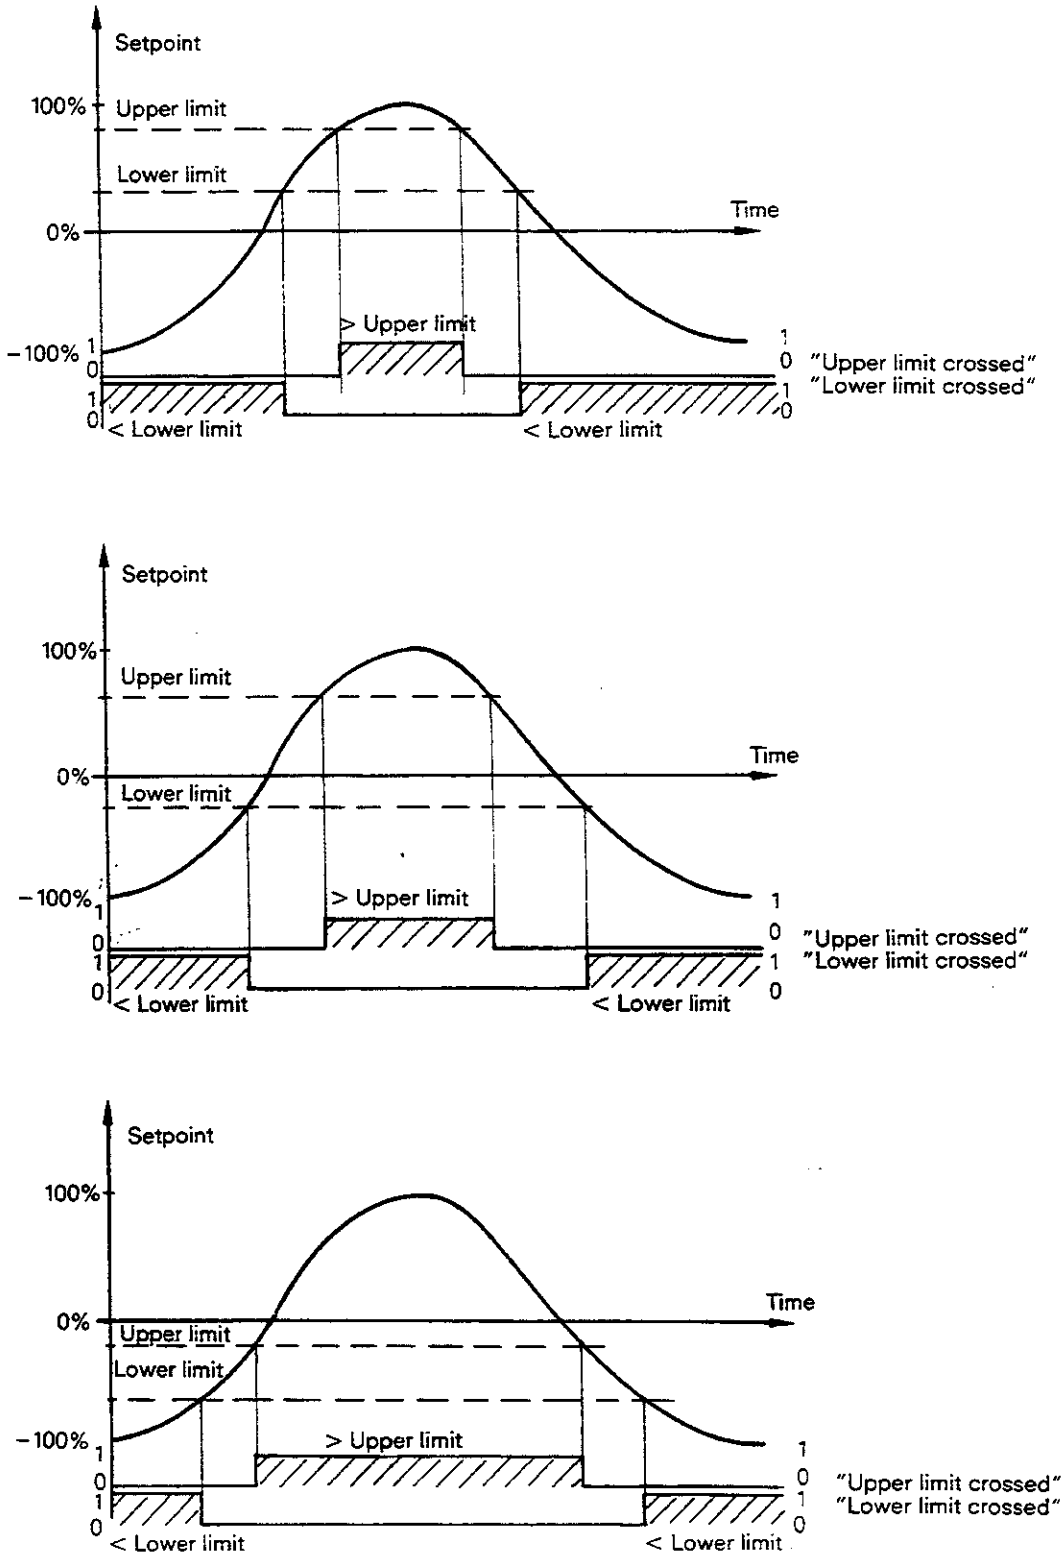 Setpoint
100%
Upper limit
Lower limit
Time
0%
> Upper limit
-100%
1
1
0
0
"Upper limit crossed"
1
1
"Lower limit crossed"
0
0
< Lower limit
< Lower limit
Setpoint
100%
Upper limit
Time
0%
Lower limit
-100%
> Upper limit
1
1
0
0
"Upper limit crossed"
1
1
"Lower limit crossed"
0
0
< Lower limit
< Lower limit
Setpoint
100%
Time
0%
Upper limit
Lower limit
-100%
> Upper limit
1
1
0
0
"Upper limit crossed"
1
1
"Lower limit crossed"
0
0
< Lower limit
< Lower limit